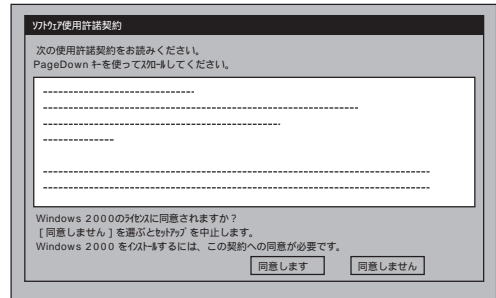 ｿﾌﾄｳｪｱ使用許諾契約
次の使用許諾契約をお読みください。
PageDown ｷｰを使ってｽｸﾛｰﾙしてください。
Windows 2000のﾗｲｾﾝｽに同意されますか？
[ 同意しません ] を選ぶとｾｯﾄｱｯﾌﾟを中止します。
Windows 2000 をｲﾝｽﾄｰﾙするには、この契約への同意が必要です。
同意します 同意しません